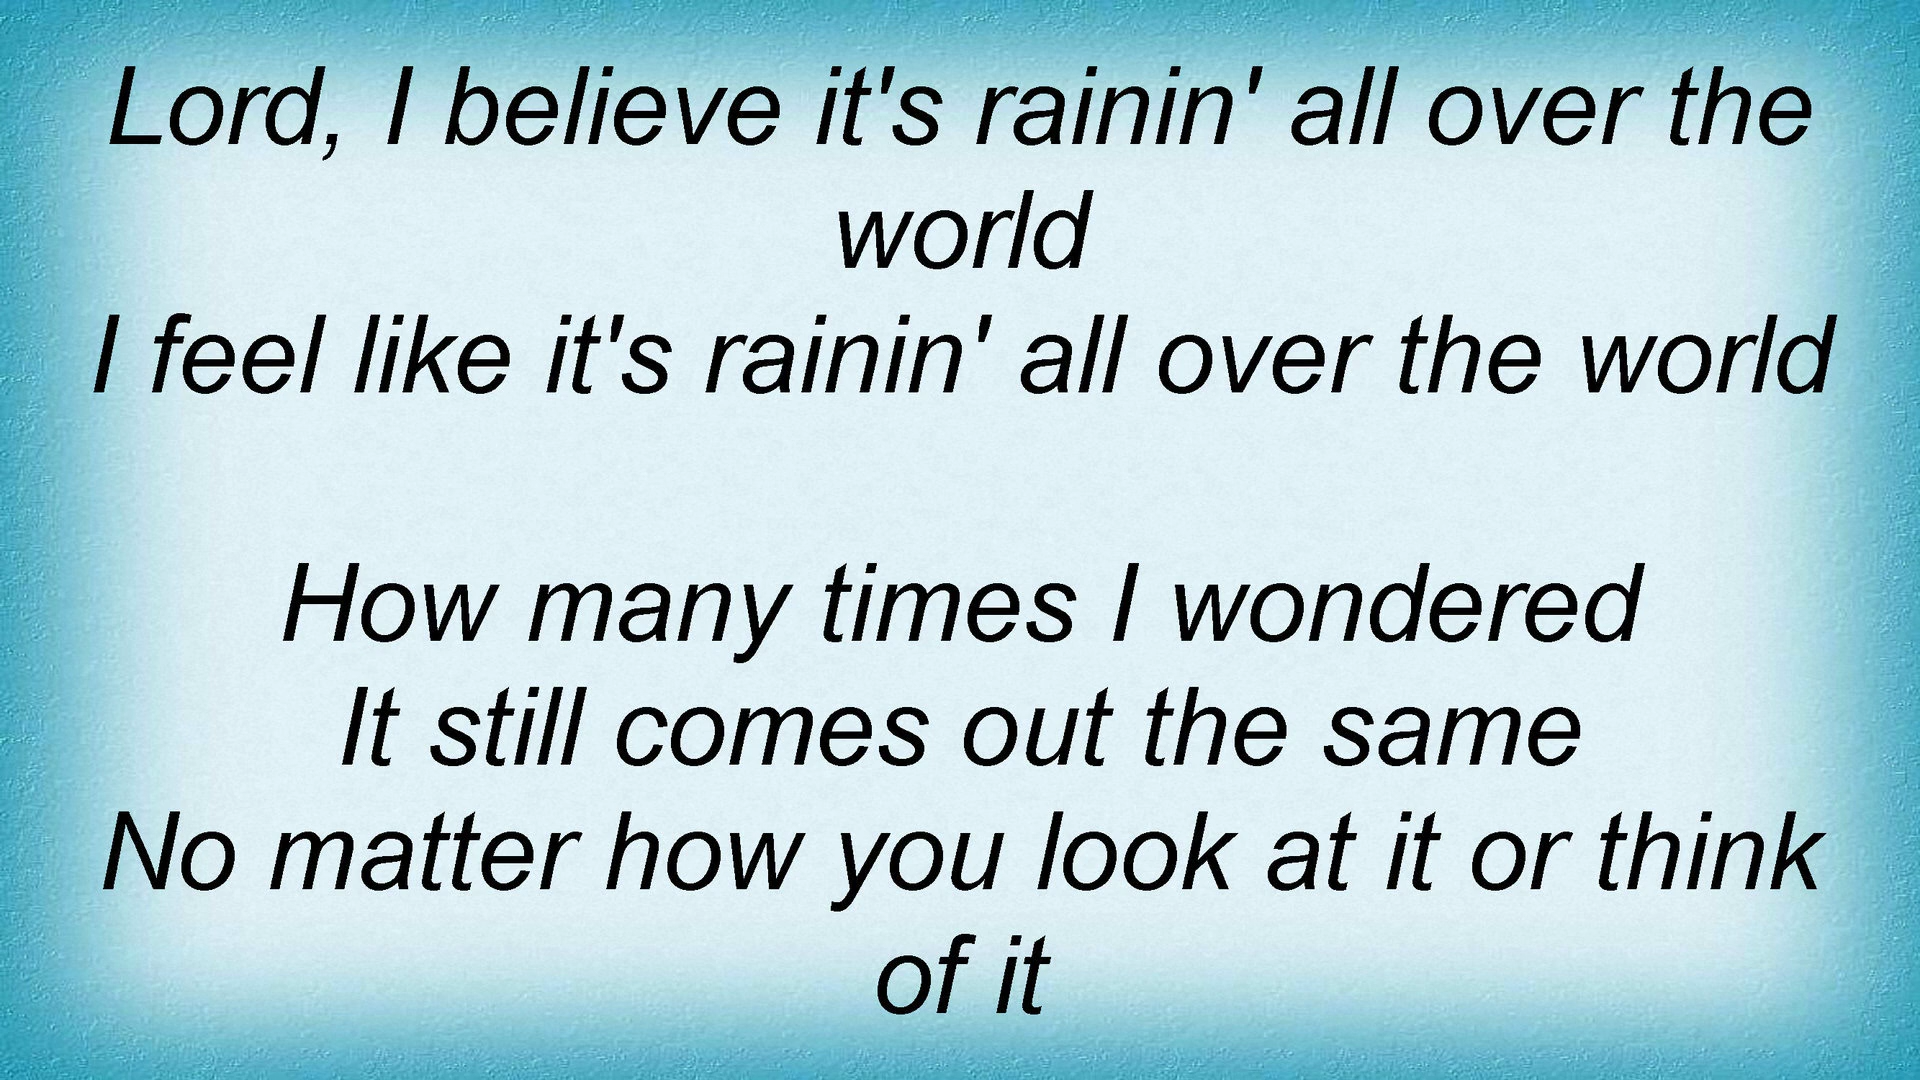 Lord, I believe it's rainin' all over the
world
I feel like it's rainin' all over the world
How many times I wondered
It still comes out the same
No matter how you look at it or think
of it